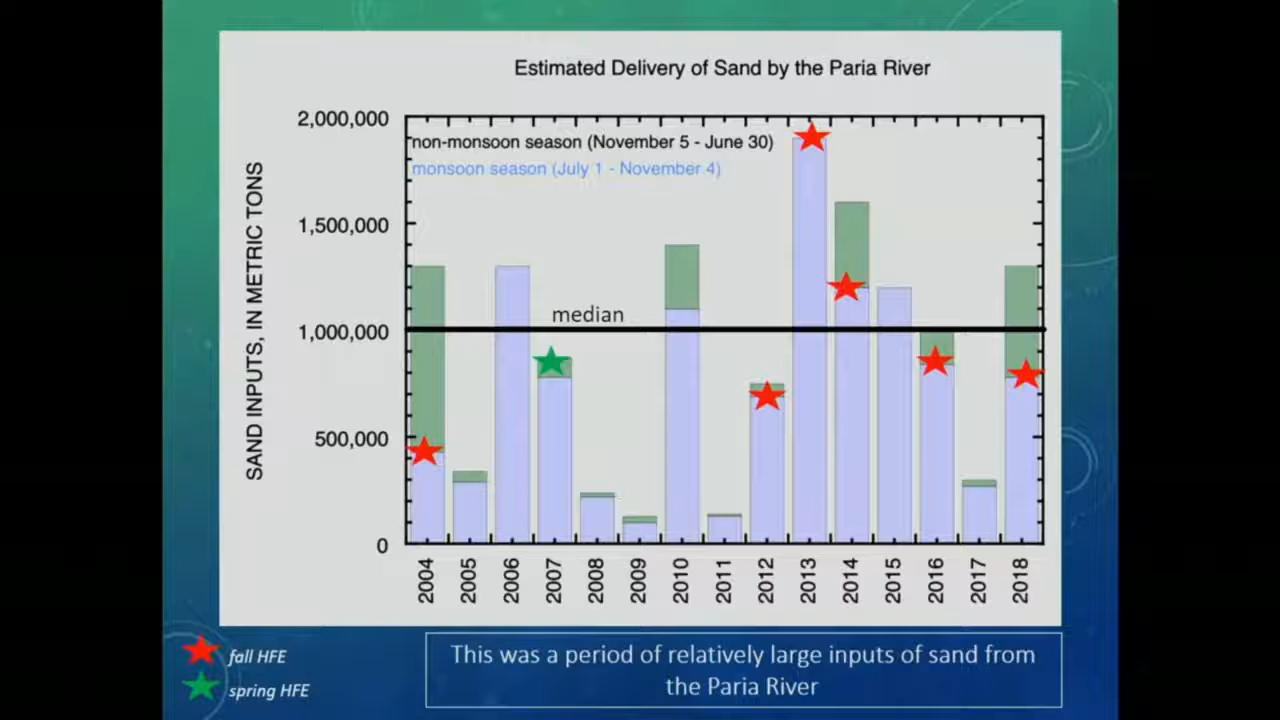 Estimated Delivery of Sand by the Paria River
SAND INPUTS, IN METRIC TONS
2,000,000
1,500,000
1,000,000
500,000
0
non-monsoon season (November 5 - June 30)
monsoon season (July 1 - November 4)
median
2004
2005
2006
2007
2008
2009
2010
2011
2012
2013
2014
2015
2016
2017
2018
fall HFE
spring HFE
This was a period of relatively large inputs of sand from
the Paria River